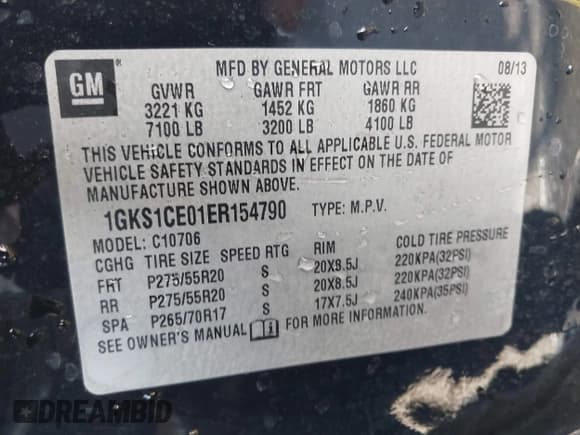 GM
MFD BY GENERAL MOTORS LLC 08/13
GVWR GAWR FRT GAWR RR
3221 KG 1452 KG 1860 KG
7100 LB 3200 LB 4100 LB
THIS VEHICLE CONFORMS TO ALL APPLICABLE U.S. FEDERAL MOTOR
VEHICLE SAFETY STANDARDS IN EFFECT ON THE DATE OF
MANUFACTURE SHOWN ABOVE.
1GKS1CE01ER154790 TYPE: M.P.V.
MODEL: C10706
CGHG TIRE SIZE SPEED RTG RIM COLD TIRE PRESSURE
FRT P275/55R20 S 20X8.5J 220KPA(32PSI)
RR P275/55R20 S 20X8.5J 220KPA(32PSI)
SPA P265/70R17 S 17X7.5J 240KPA(35PSI)
SEE OWNER'S MANUAL FOR MORE INFORMATION.
DREAMBID